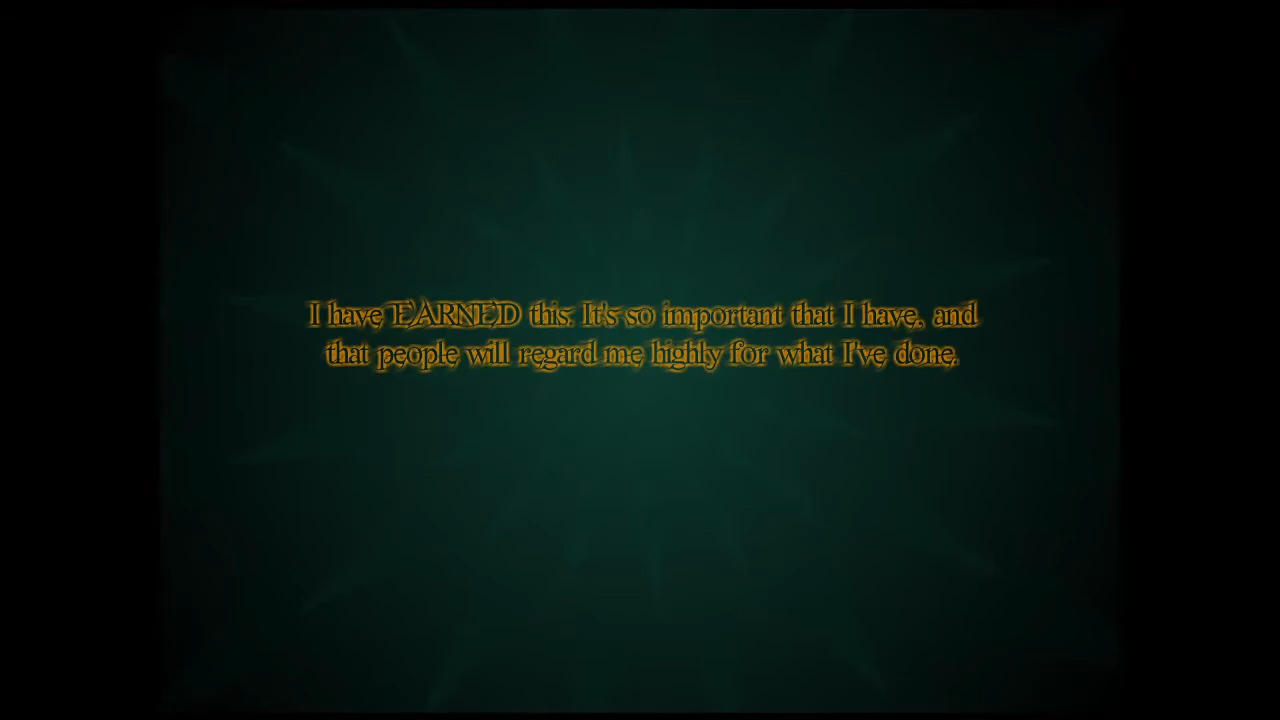 I have EARNED this. It's so important that I have, and
that people will regard me highly for what I've done.